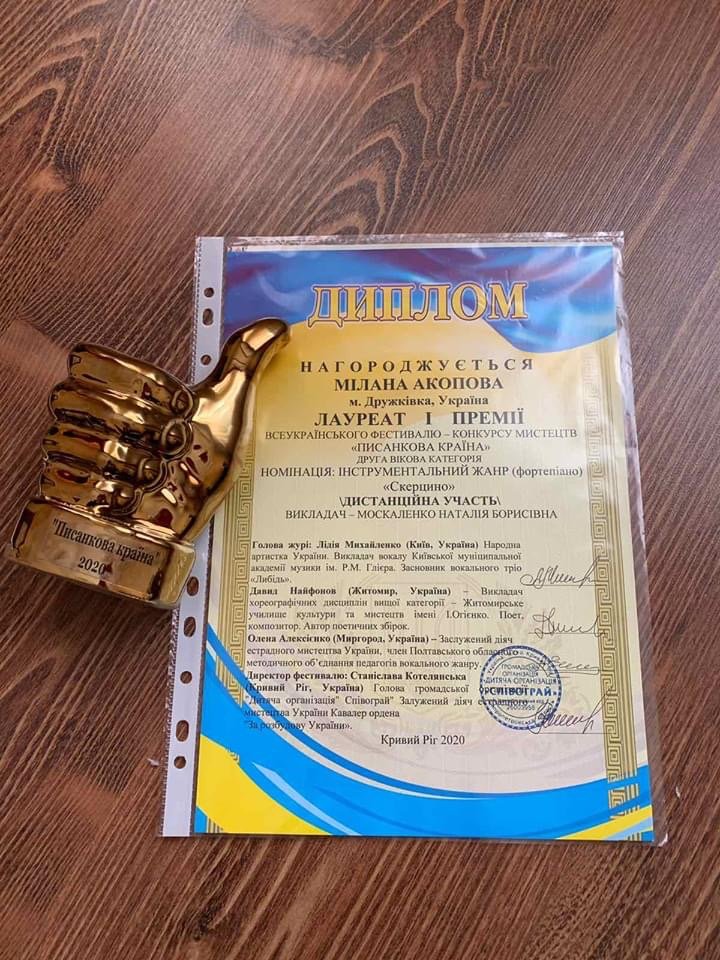 ДИПЛОМ
НАГОРОДЖУЄТЬСЯ
МІЛАНА АКОПОВА
м. Дружківка, Україна
ЛАУРЕАТ І ПРЕМІЇ
ВСЕУКРАЇНСЬКОГО ФЕСТИВАЛЮ – КОНКУРСУ МИСТЕЦТВ
«ПИСАНКОВА КРАЇНА»
ДРУГА ВІКОВА КАТЕГОРІЯ
НОМІНАЦІЯ: ІНСТРУМЕНТАЛЬНИЙ ЖАНР (фортепіано)
«Скерцино»
\ДИСТАНЦІЙНА УЧАСТЬ\
ВИКЛАДАЧ – МОСКАЛЕНКО НАТАЛІЯ БОРИСІВНА
Голова журі: Лідія Михайленко (Київ, Україна) Народна
артистка України. Викладач вокалу Київської муніципальної
академії музики ім. Р.М. Глієра. Засновник вокального тріо
«Либідь».
Давид Найфонов (Житомир, Україна) – Викладач
хореографічних дисциплін вищої категорії – Житомирське
училище культури та мистецтв імені І.Огієнко. Поет,
композитор. Автор поетичних збірок.
Олена Алексієнко (Миргород, Україна) – Заслужений діяч
естрадного мистецтва України, член Полтавського обласного
методичного об'єднання педагогів вокального жанру.
Директор фестивалю: Станіслава Котелянська
(Кривий Ріг, Україна) Голова громадської організації
"Дитяча організація" Співограй" Залужений діяч естрадного
мистецтва України Кавалер ордена
"За розбудову України».
ГРОМАДСЬКА
ОРГАНІЗАЦІЯ
«ДИТЯЧА ОРГАНІЗАЦІЯ
«СПІВОГРАЙ»
26003958
Кривий Ріг 2020
"Писанкова країна"
2020